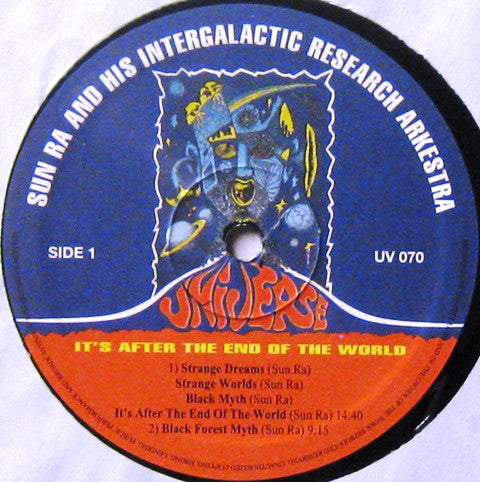 SUN RA AND HIS INTERGALACTIC RESEARCH ARKESTRA
SIDE 1
UV 070
UNIVERSE
IT'S AFTER THE END OF THE WORLD
1) Strange Dreams (Sun Ra)
Strange Worlds (Sun Ra)
Black Myth (Sun Ra)
It's After The End Of The World (Sun Ra) 14:40
2) Black Forest Myth (Sun Ra) 9:15